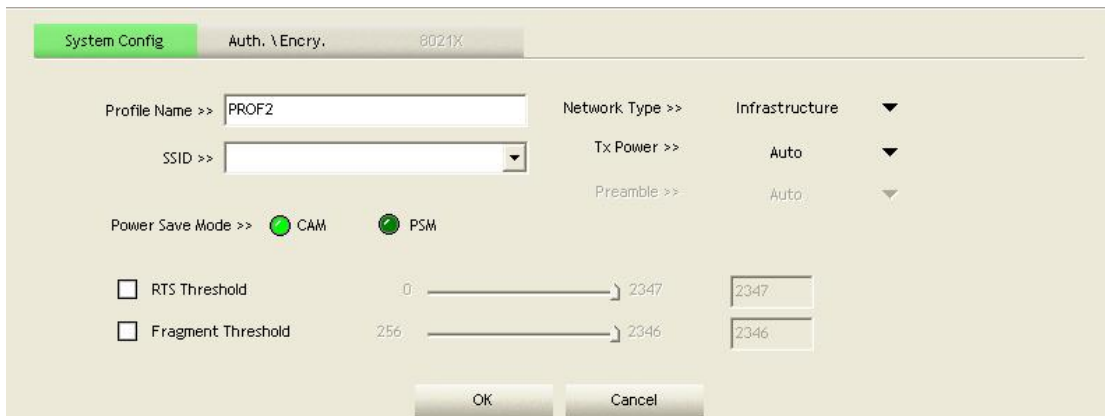 System Config Auth. \ Encry. 8021X
Profile Name >> PROF2 Network Type >> Infrastructure
SSID >> Tx Power >> Auto
Preamble >> Auto
Power Save Mode >> CAM PSM
RTS Threshold 0 2347 2347
Fragment Threshold 256 2346 2346
OK Cancel